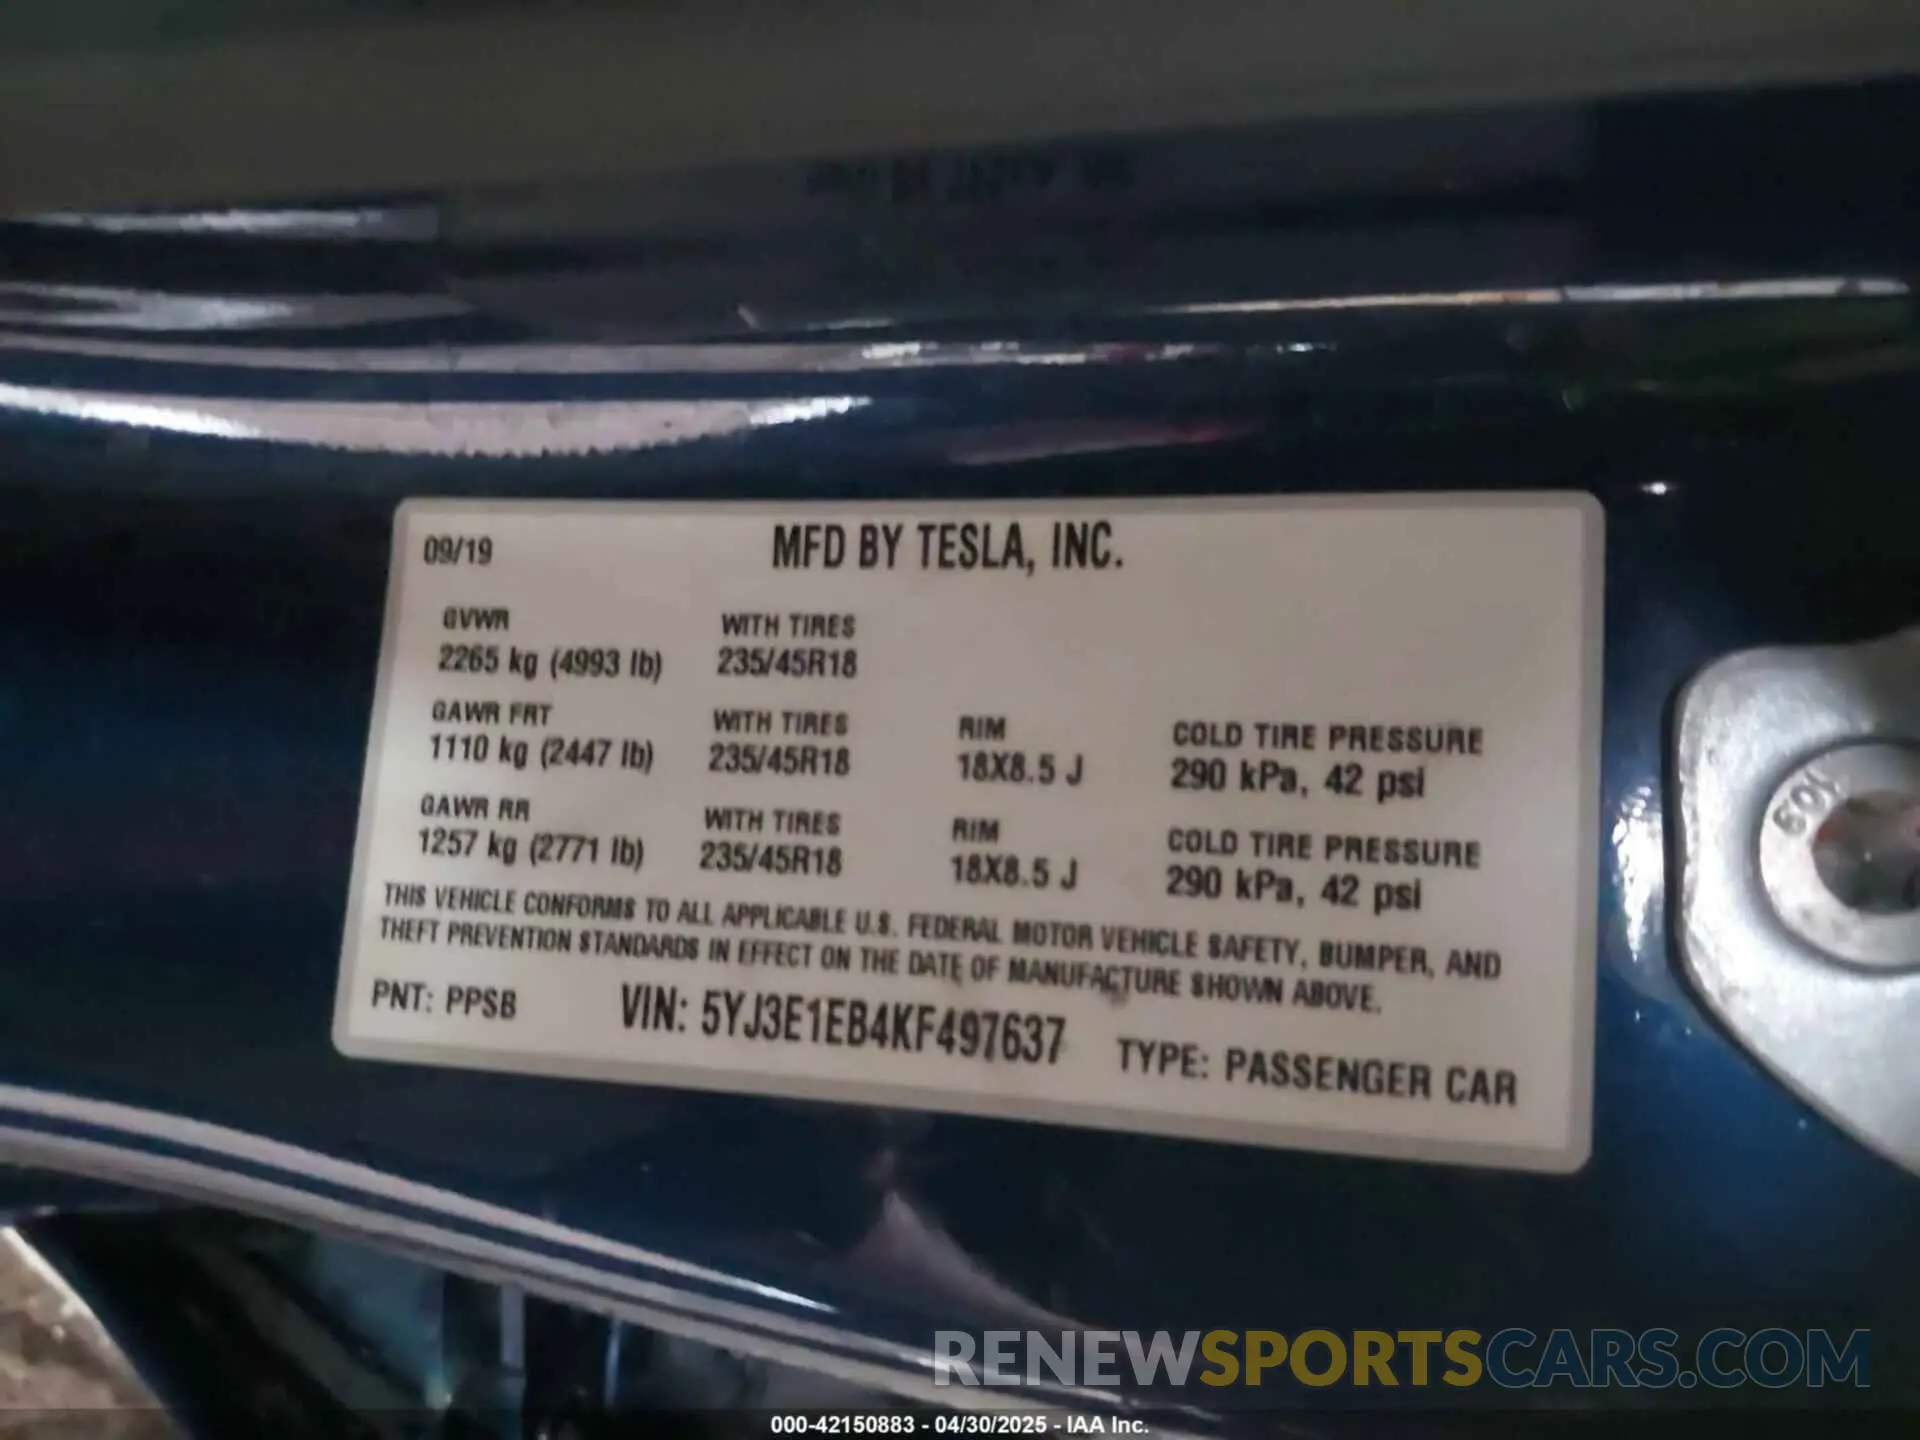 09/19 MFD BY TESLA, INC.
GVWR WITH TIRES
2265 kg (4993 lb) 235/45R18
GAWR FRT WITH TIRES RIM COLD TIRE PRESSURE
1110 kg (2447 lb) 235/45R18 18X8.5 J 290 kPa, 42 psi
GAWR RR WITH TIRES RIM COLD TIRE PRESSURE
1257 kg (2771 lb) 235/45R18 18X8.5 J 290 kPa, 42 psi
THIS VEHICLE CONFORMS TO ALL APPLICABLE U.S. FEDERAL MOTOR VEHICLE SAFETY, BUMPER, AND
THEFT PREVENTION STANDARDS IN EFFECT ON THE DATE OF MANUFACTURE SHOWN ABOVE.
PNT: PPSB VIN: 5YJ3E1EB4KF497637 TYPE: PASSENGER CAR
RENEWSPORTSCARS.COM
000-42150883 - 04/30/2025 - IAA Inc.